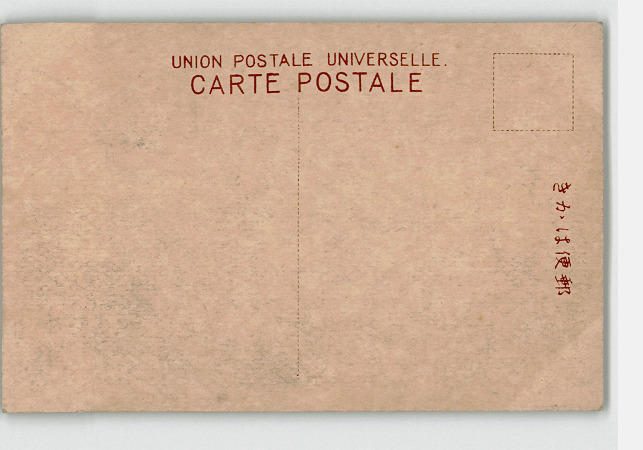 UNION POSTALE UNIVERSELLE.
CARTE POSTALE
郵便はかき